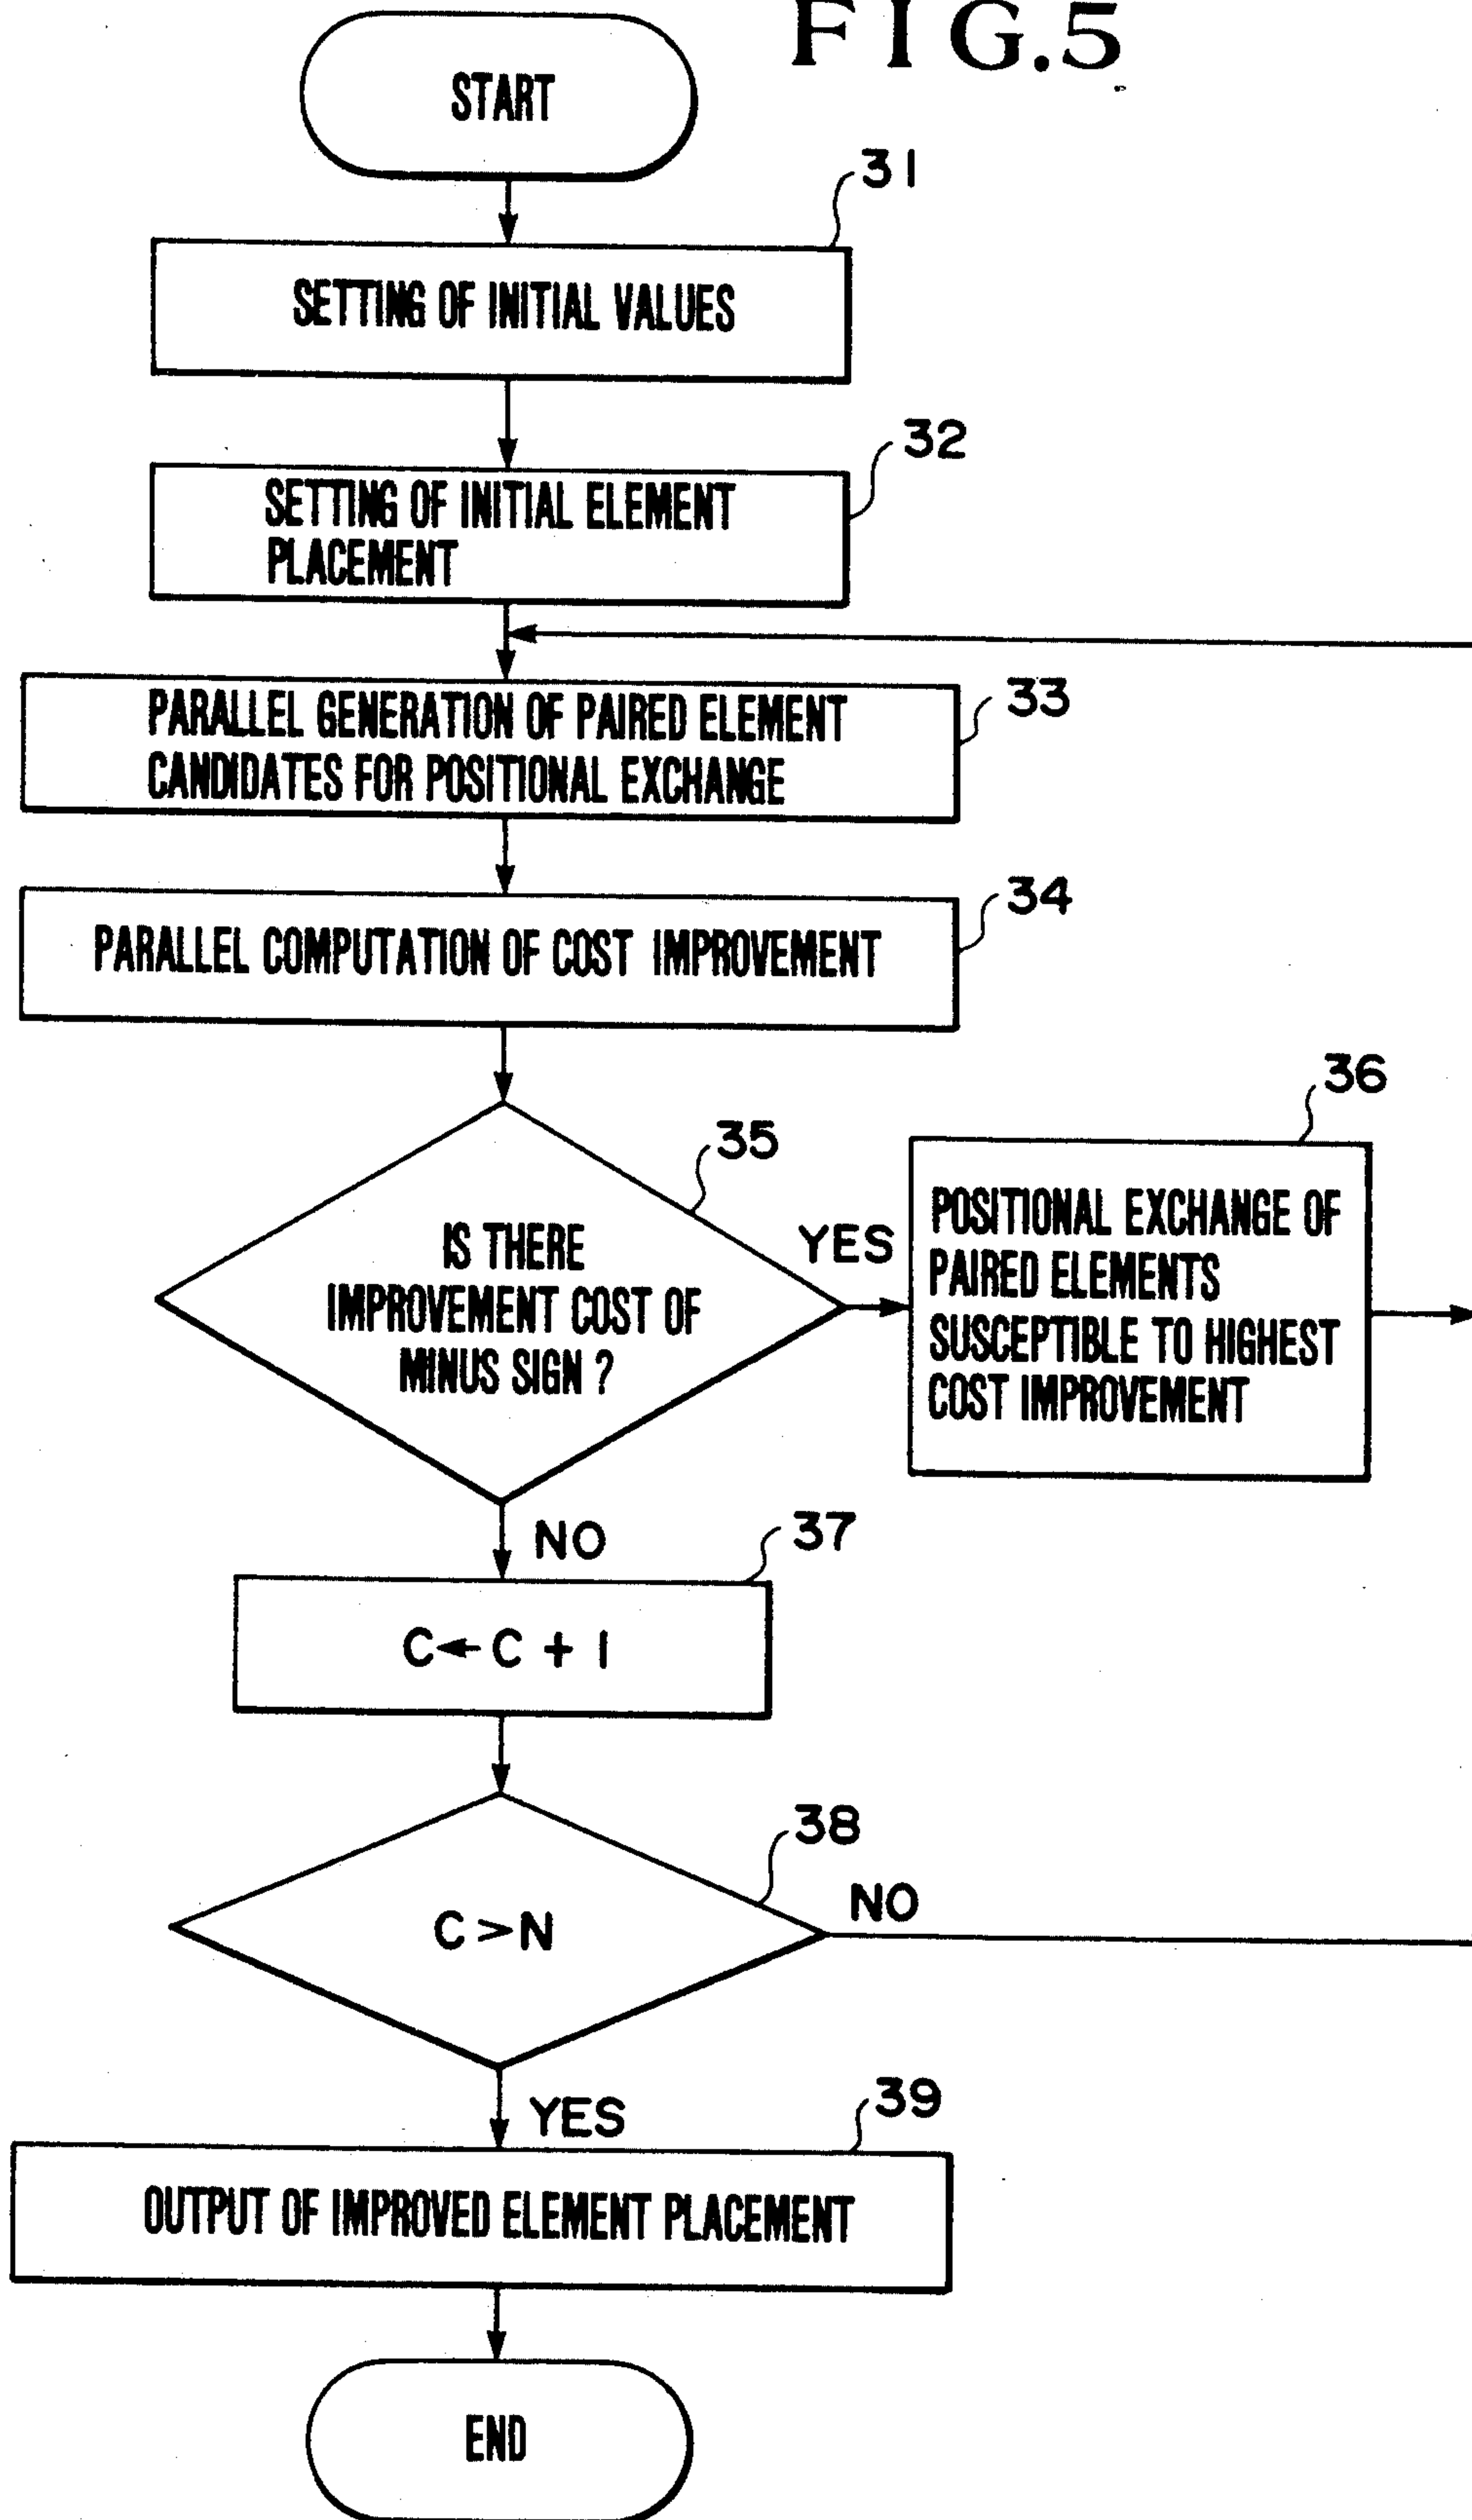 FIG.5
START
31
SETTING OF INITIAL VALUES
32
SETTING OF INITIAL ELEMENT
PLACEMENT
33
PARALLEL GENERATION OF PAIRED ELEMENT
CANDIDATES FOR POSITIONAL EXCHANGE
34
PARALLEL COMPUTATION OF COST IMPROVEMENT
35
IS THERE
IMPROVEMENT COST OF
MINUS SIGN ?
YES
36
POSITIONAL EXCHANGE OF
PAIRED ELEMENTS
SUSCEPTIBLE TO HIGHEST
COST IMPROVEMENT
NO
37
C ← C + 1
38
C > N
NO
YES
39
OUTPUT OF IMPROVED ELEMENT PLACEMENT
END